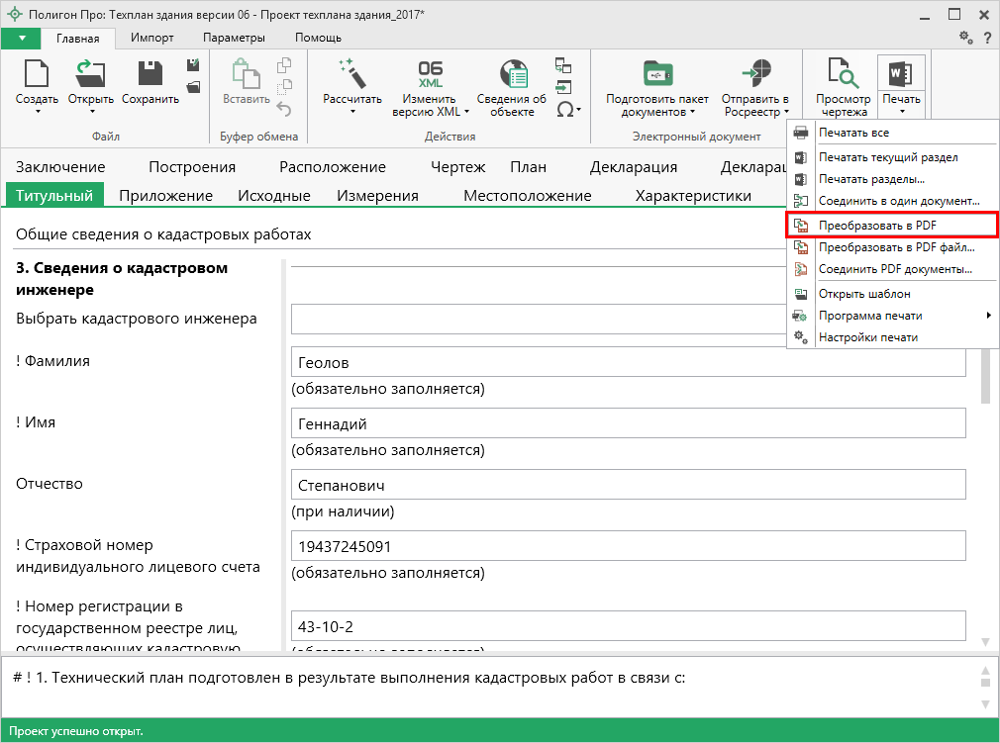 Полигон Про: Техплан здания версии 06 - Проект техплана здания_2017*
Главная Импорт Параметры Помощь
?
Создать Открыть Сохранить
Файл
Вставить
Буфер обмена
Рассчитать
06 XML
Изменить версию XML
Сведения об объекте
Действия
Подготовить пакет документов
Отправить в Росреестр
Электронный документ
Просмотр чертежа
Печать
Печатать все
Печатать текущий раздел
Печатать разделы...
Соединить в один документ...
Преобразовать в PDF
Преобразовать в PDF файл...
Соединить PDF документы...
Открыть шаблон
Программа печати
Настройки печати
Заключение Построения Расположение Чертеж План Декларация
Титульный Приложение Исходные Измерения Местоположение Характеристики
Общие сведения о кадастровых работах
3. Сведения о кадастровом
инженере
Выбрать кадастрового инженера
! Фамилия
Геолов
(обязательно заполняется)
! Имя
Геннадий
(обязательно заполняется)
Отчество
Степанович
(при наличии)
! Страховой номер
индивидуального лицевого счета
19437245091
(обязательно заполняется)
! Номер регистрации в
государственном реестре лиц,
осуществляющих кадастровую
43-10-2
(обязательно заполняется)
# ! 1. Технический план подготовлен в результате выполнения кадастровых работ в связи с:
Проект успешно открыт.